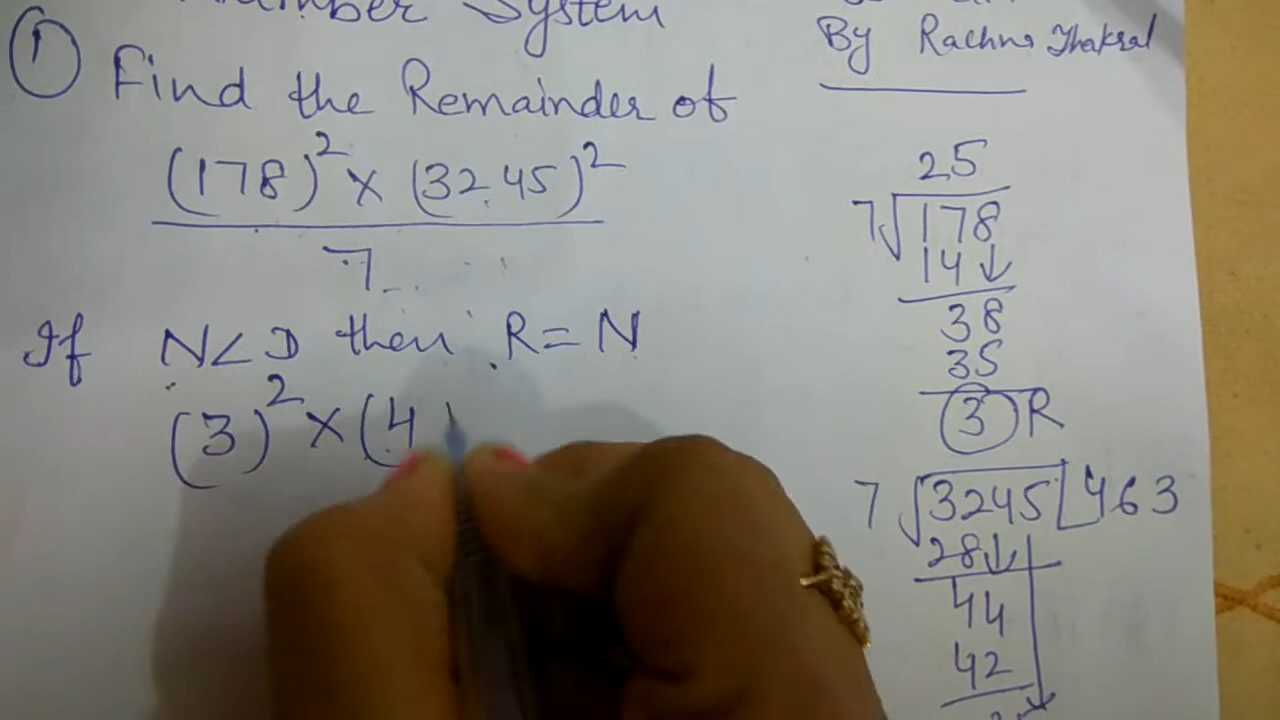 Number System
By Rachna Thakral
① Find the Remainder of
(178)² × (3245)²
7
If N<D then R=N
(3)² × (4
25
7√178
14↓
38
35
③R
7√3245 463
28↓
44
42